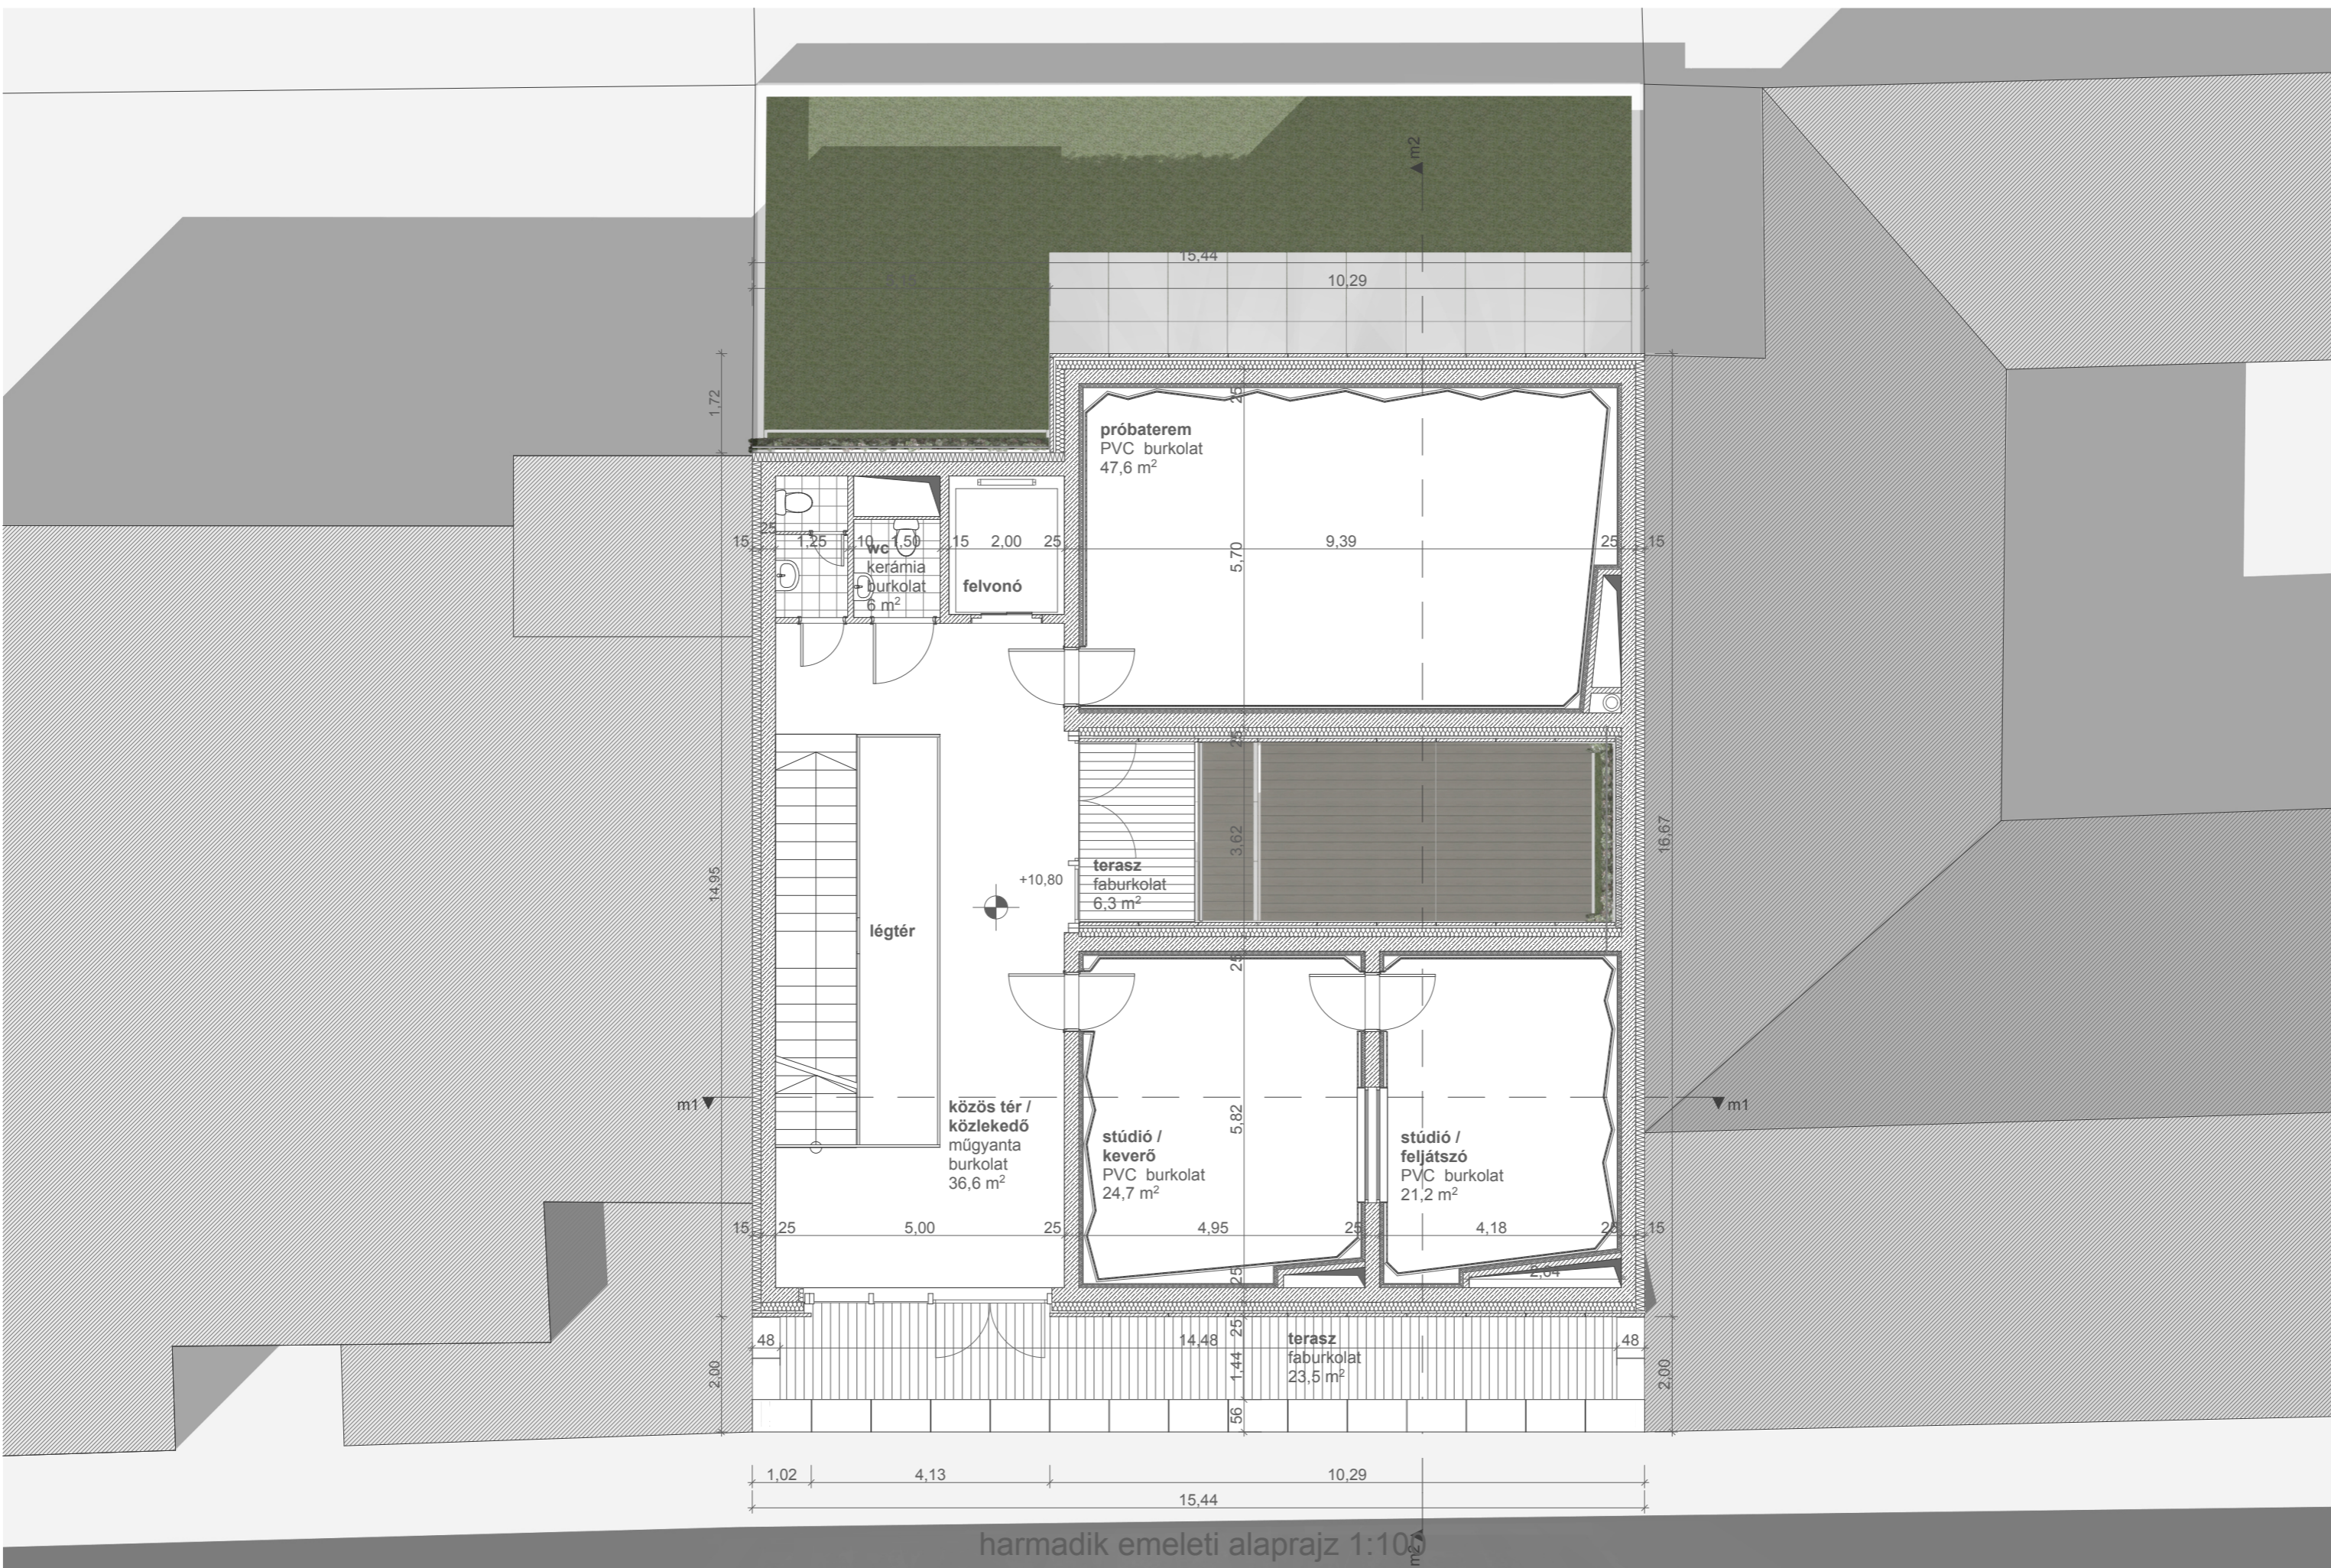 m2
15,44
10,29
1,72
25
próbaterem
PVC burkolat
47,6 m²
25
15
1,25
10
1,50
15
2,00
25
9,39
25
15
wc
kerámia
burkolat
6 m²
felvonó
5,70
25
3,62
16,67
terasz
faburkolat
6,3 m²
+10,80
14,95
légtér
25
m1
m1
közös tér /
közlekedő
műgyanta
burkolat
36,6 m²
5,82
stúdió /
keverő
PVC burkolat
24,7 m²
stúdió /
feljátszó
PVC burkolat
21,2 m²
15
25
5,00
25
4,95
25
4,18
25
15
25
2,64
48
14,48
25
terasz
faburkolat
23,5 m²
48
2,00
1,44
2,00
56
1,02
4,13
10,29
15,44
harmadik emeleti alaprajz 1:100
m2